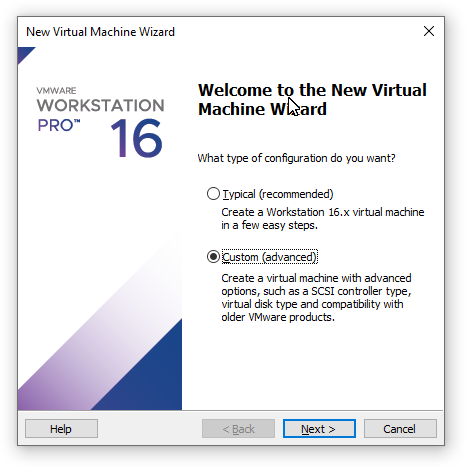 New Virtual Machine Wizard
VMWARE
WORKSTATION
PRO™ 16
Welcome to the New Virtual
Machine Wizard
What type of configuration do you want?
Typical (recommended)
Create a Workstation 16.x virtual machine
in a few easy steps.
Custom (advanced)
Create a virtual machine with advanced
options, such as a SCSI controller type,
virtual disk type and compatibility with
older VMware products.
Help
< Back
Next >
Cancel